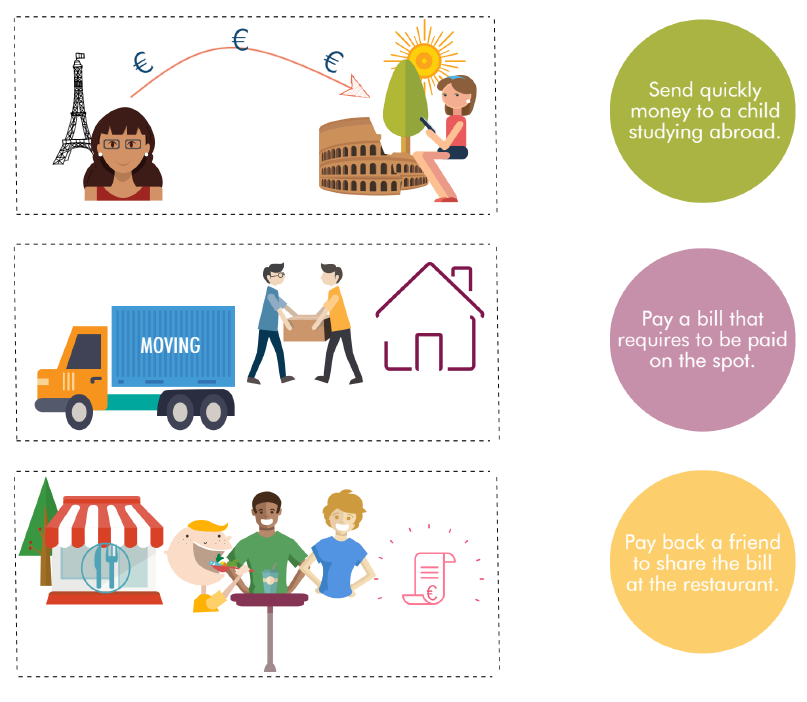 €
€
€
Send quickly
money to a child
studying abroad.
MOVING
Pay a bill that
requires to be paid
on the spot.
€
Pay back a friend
to share the bill
at the restaurant.